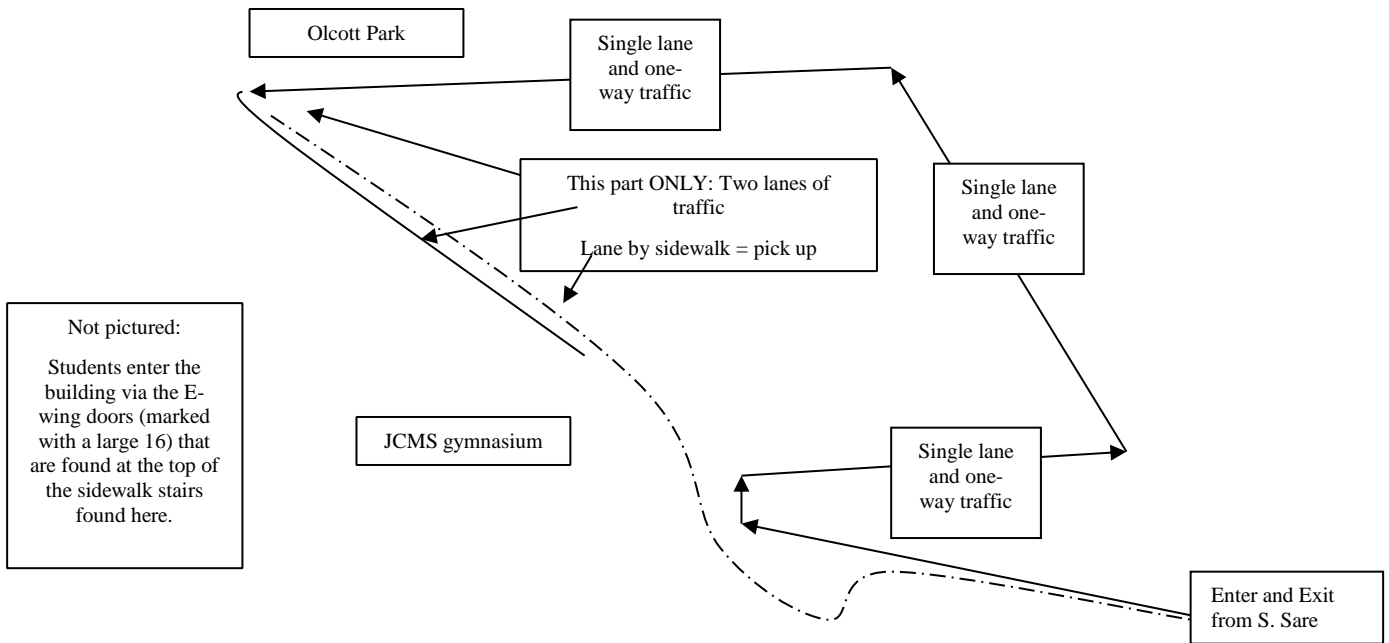 Olcott Park
Single lane
and one-
way traffic
This part ONLY: Two lanes of
traffic
Lane by sidewalk = pick up
Single lane
and one-
way traffic
Not pictured:
Students enter the
building via the E-
wing doors (marked
with a large 16) that
are found at the top of
the sidewalk stairs
found here.
JCMS gymnasium
Single lane
and one-
way traffic
Enter and Exit
from S. Sare